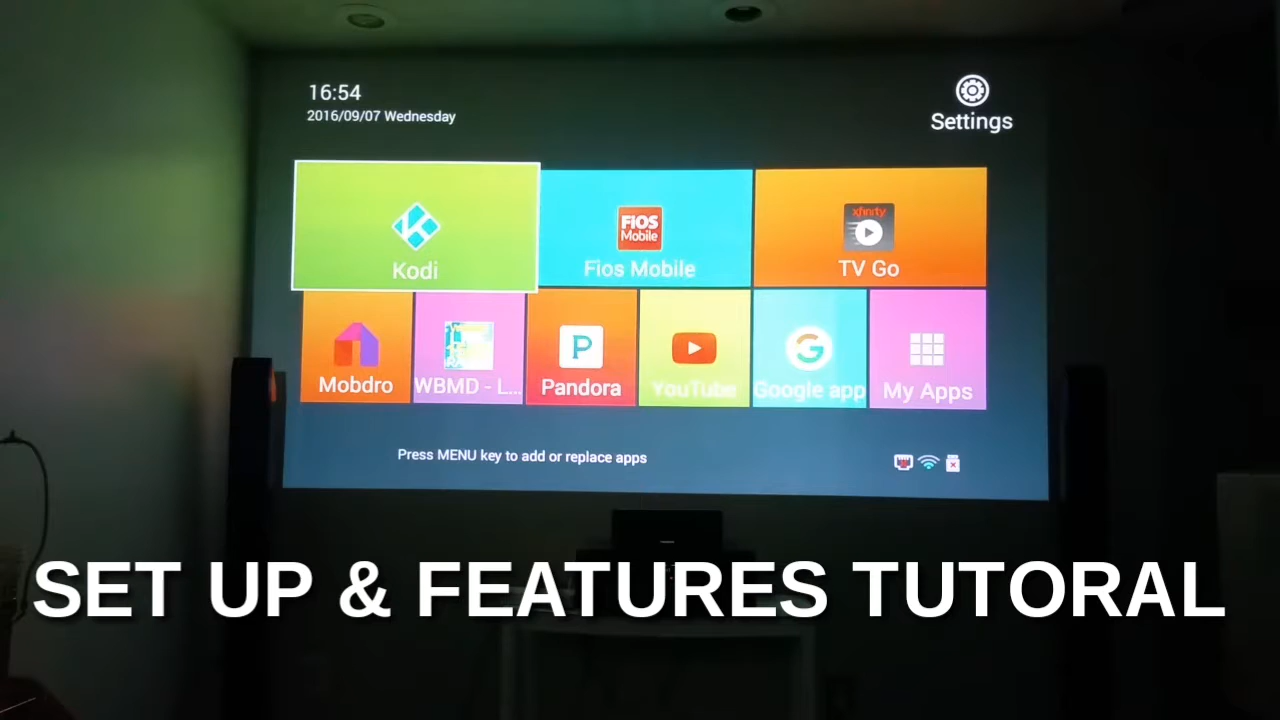 16:54
2016/09/07 Wednesday
Settings
Kodi
FiOS
Mobile
Fios Mobile
xfinity
TV Go
Mobdro
WBMD - L...
Pandora
YouTube
Google app
My Apps
Press MENU key to add or replace apps
SET UP & FEATURES TUTORAL